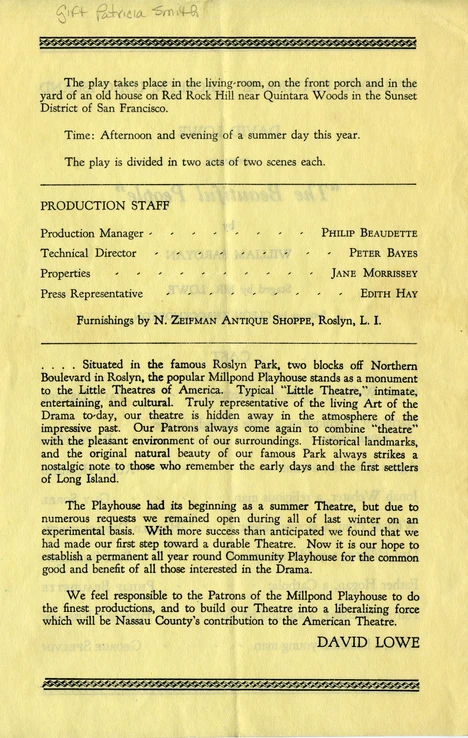 Gift Patricia Smith
The play takes place in the living-room, on the front porch and in the
yard of an old house on Red Rock Hill near Quintara Woods in the Sunset
District of San Francisco.
Time: Afternoon and evening of a summer day this year.
The play is divided in two acts of two scenes each.
PRODUCTION STAFF
Production Manager - - - - - - - - PHILIP BEAUDETTE
Technical Director - - - - - - - - PETER BAYES
Properties - - - - - - - - - JANE MORRISSEY
Press Representative - - - - - - - - EDITH HAY
Furnishings by N. ZEIFMAN ANTIQUE SHOPPE, Roslyn, L. I.
. . . . Situated in the famous Roslyn Park, two blocks off Northern
Boulevard in Roslyn, the popular Millpond Playhouse stands as a monument
to the Little Theatres of America. Typical "Little Theatre," intimate,
entertaining, and cultural. Truly representative of the living Art of the
Drama to-day, our theatre is hidden away in the atmosphere of the
impressive past. Our Patrons always come again to combine "theatre"
with the pleasant environment of our surroundings. Historical landmarks,
and the original natural beauty of our famous Park always strikes a
nostalgic note to those who remember the early days and the first settlers
of Long Island.
The Playhouse had its beginning as a summer Theatre, but due to
numerous requests we remained open during all of last winter on an
experimental basis. With more success than anticipated we found that we
had made our first step toward a durable Theatre. Now it is our hope to
establish a permanent all year round Community Playhouse for the common
good and benefit of all those interested in the Drama.
We feel responsible to the Patrons of the Millpond Playhouse to do
the finest productions, and to build our Theatre into a liberalizing force
which will be Nassau County's contribution to the American Theatre.
DAVID LOWE